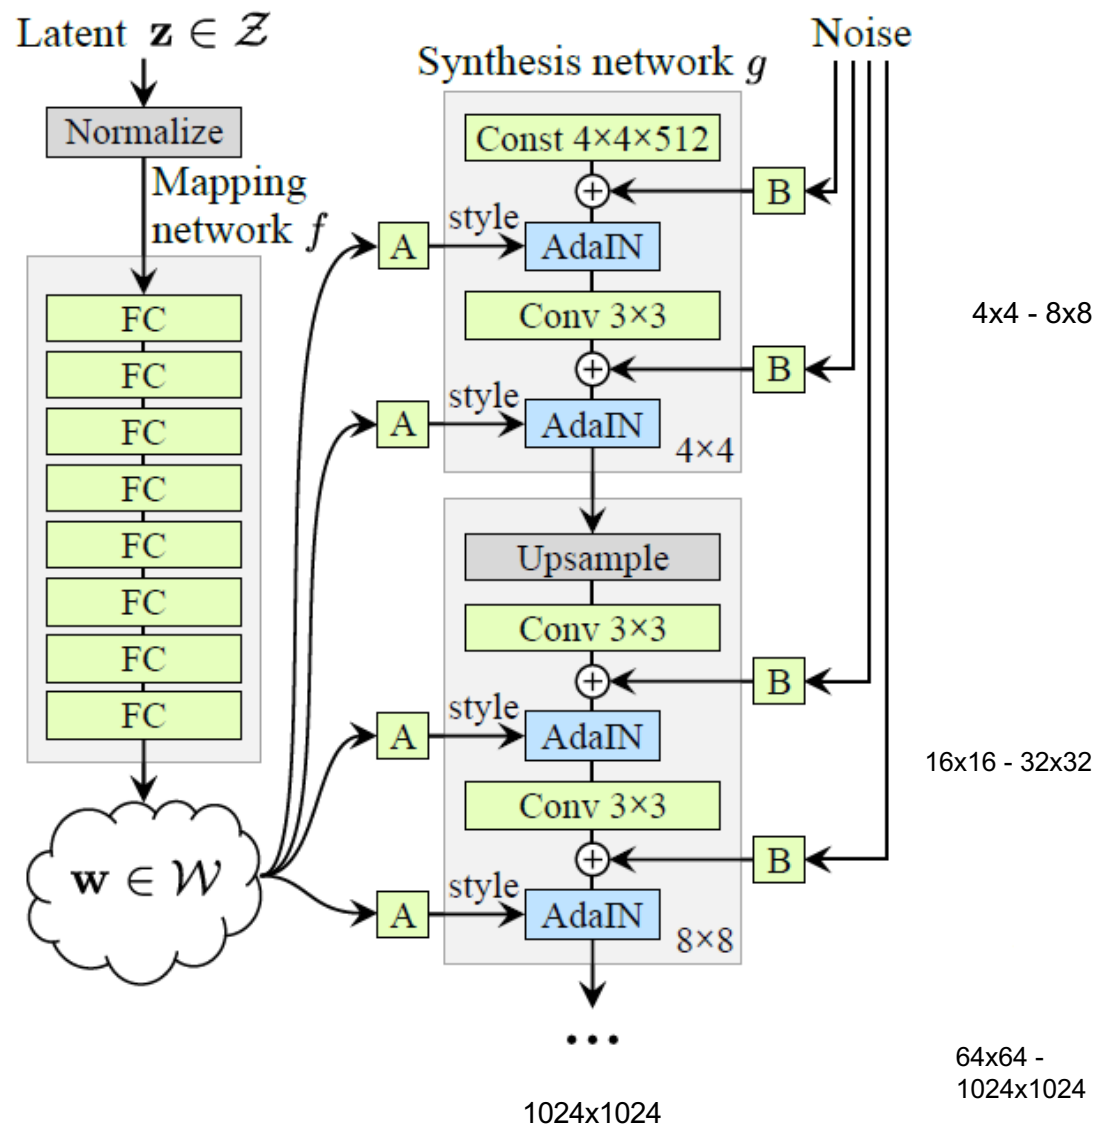 Latent z ∈ 𝒵
Normalize
Mapping
network f
FC
FC
FC
FC
FC
FC
FC
FC
w ∈ 𝒲
Synthesis network g
Noise
Const 4×4×512
+
B
A
style
AdaIN
Conv 3×3
+
B
A
style
AdaIN
4×4
Upsample
Conv 3×3
+
B
A
style
AdaIN
Conv 3×3
+
B
A
style
AdaIN
8×8
...
1024x1024
4x4 - 8x8
16x16 - 32x32
64x64 -
1024x1024